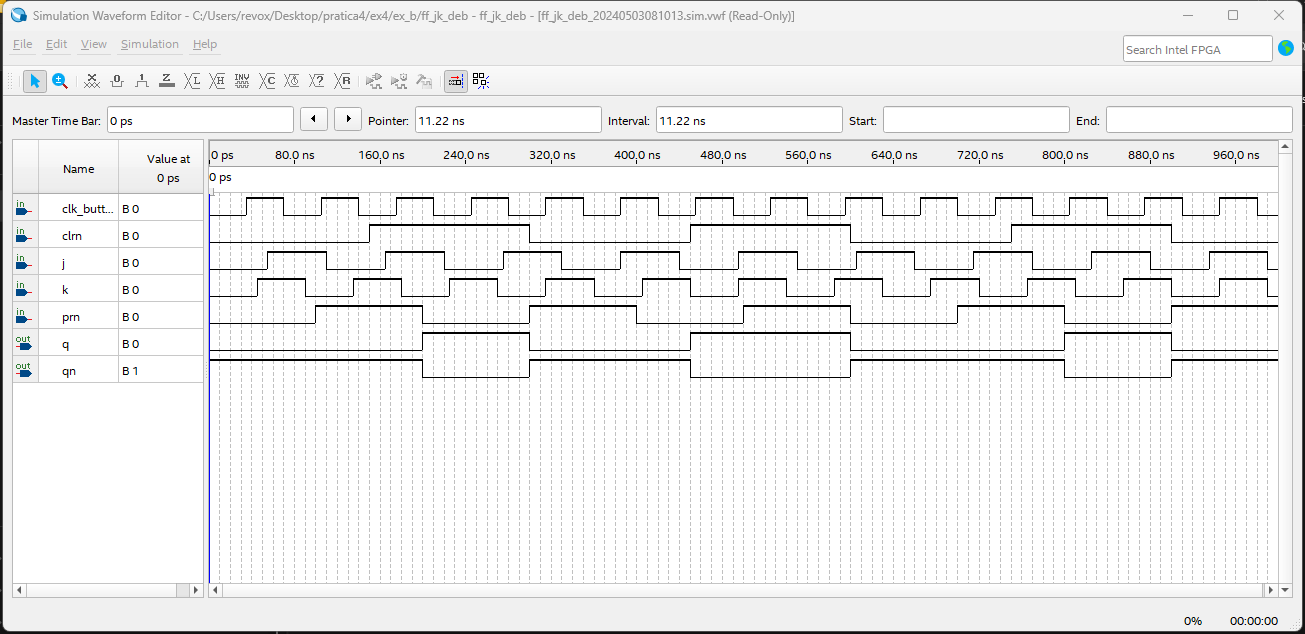 Simulation Waveform Editor - C:/Users/revox/Desktop/pratica4/ex4/ex_b/ff_jk_deb - ff_jk_deb - [ff_jk_deb_20240503081013.sim.vwf (Read-Only)]
File Edit View Simulation Help
Search Intel FPGA
Master Time Bar: 0 ps Pointer: 11.22 ns Interval: 11.22 ns Start: End:
Name Value at 0 ps
0 ps 80.0 ns 160.0 ns 240.0 ns 320.0 ns 400.0 ns 480.0 ns 560.0 ns 640.0 ns 720.0 ns 800.0 ns 880.0 ns 960.0 ns
0 ps
in clk_butt... B 0
in clrn B 0
in j B 0
in k B 0
in prn B 0
out q B 0
out qn B 1
0% 00:00:00